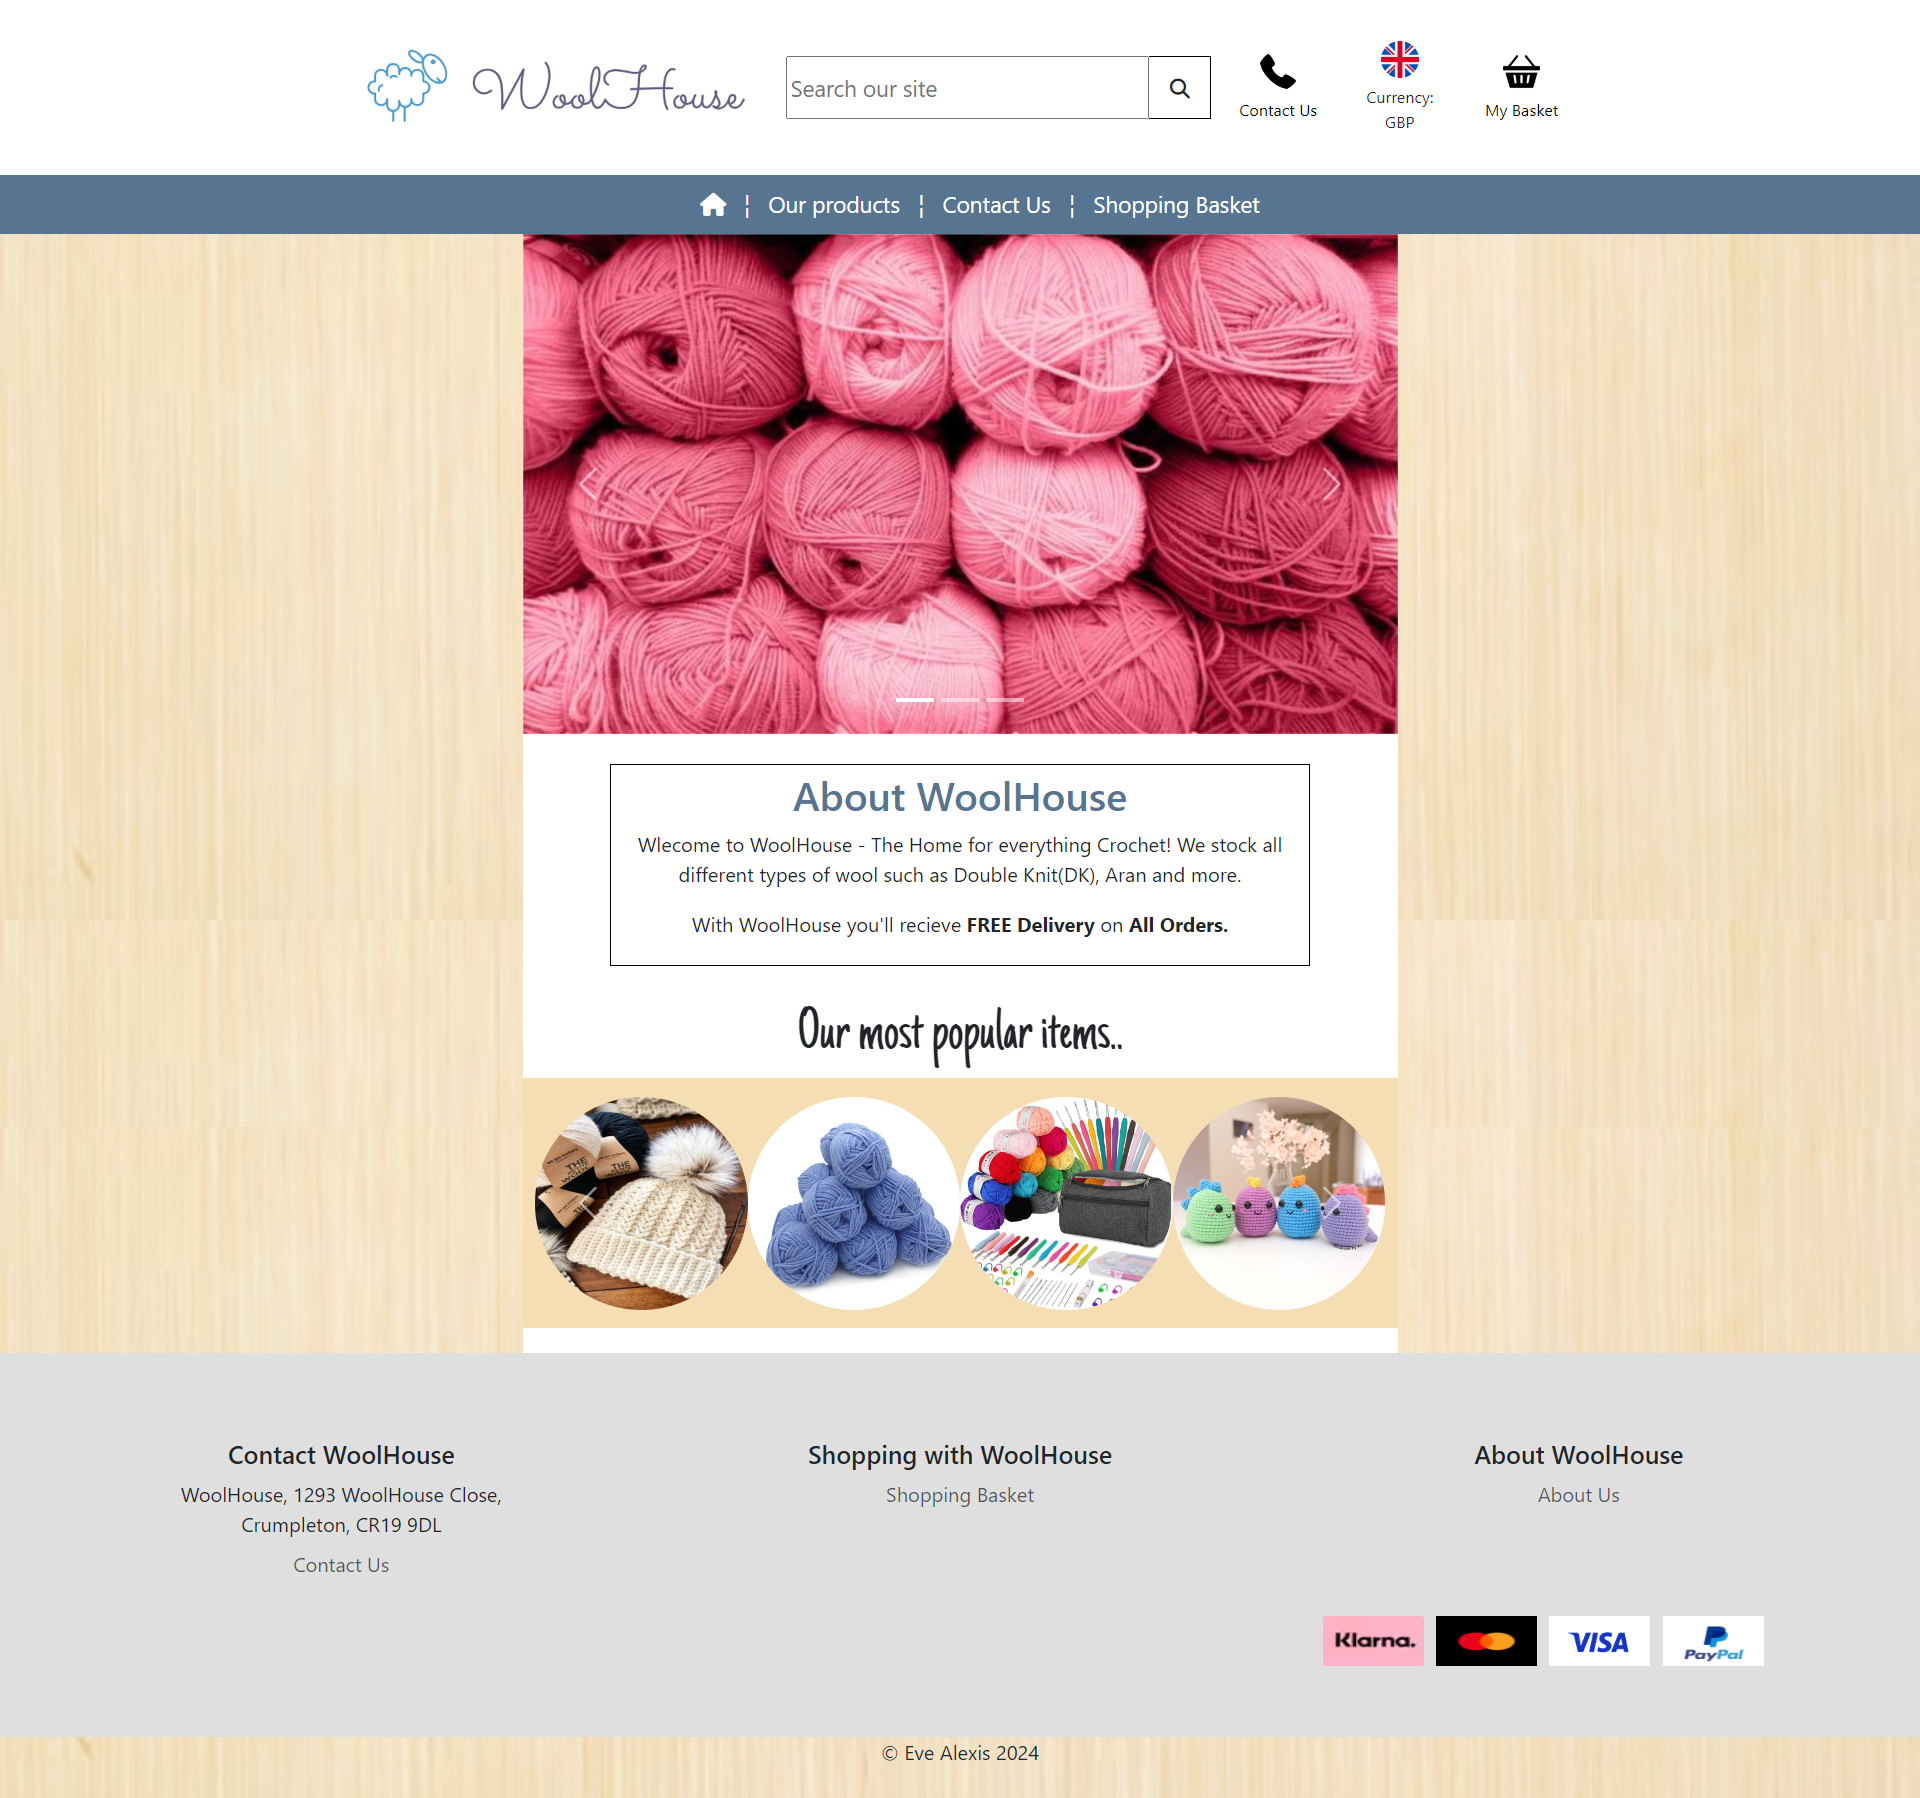 WoolHouse
Search our site
Contact Us
Currency:
GBP
My Basket
¦ Our products ¦ Contact Us ¦ Shopping Basket
About WoolHouse
Wlecome to WoolHouse - The Home for everything Crochet! We stock all
different types of wool such as Double Knit(DK), Aran and more.
With WoolHouse you'll recieve FREE Delivery on All Orders.
Our most popular items..
THE
THE
Contact WoolHouse
WoolHouse, 1293 WoolHouse Close,
Crumpleton, CR19 9DL
Contact Us
Shopping with WoolHouse
Shopping Basket
About WoolHouse
About Us
Klarna.
VISA
PayPal
© Eve Alexis 2024